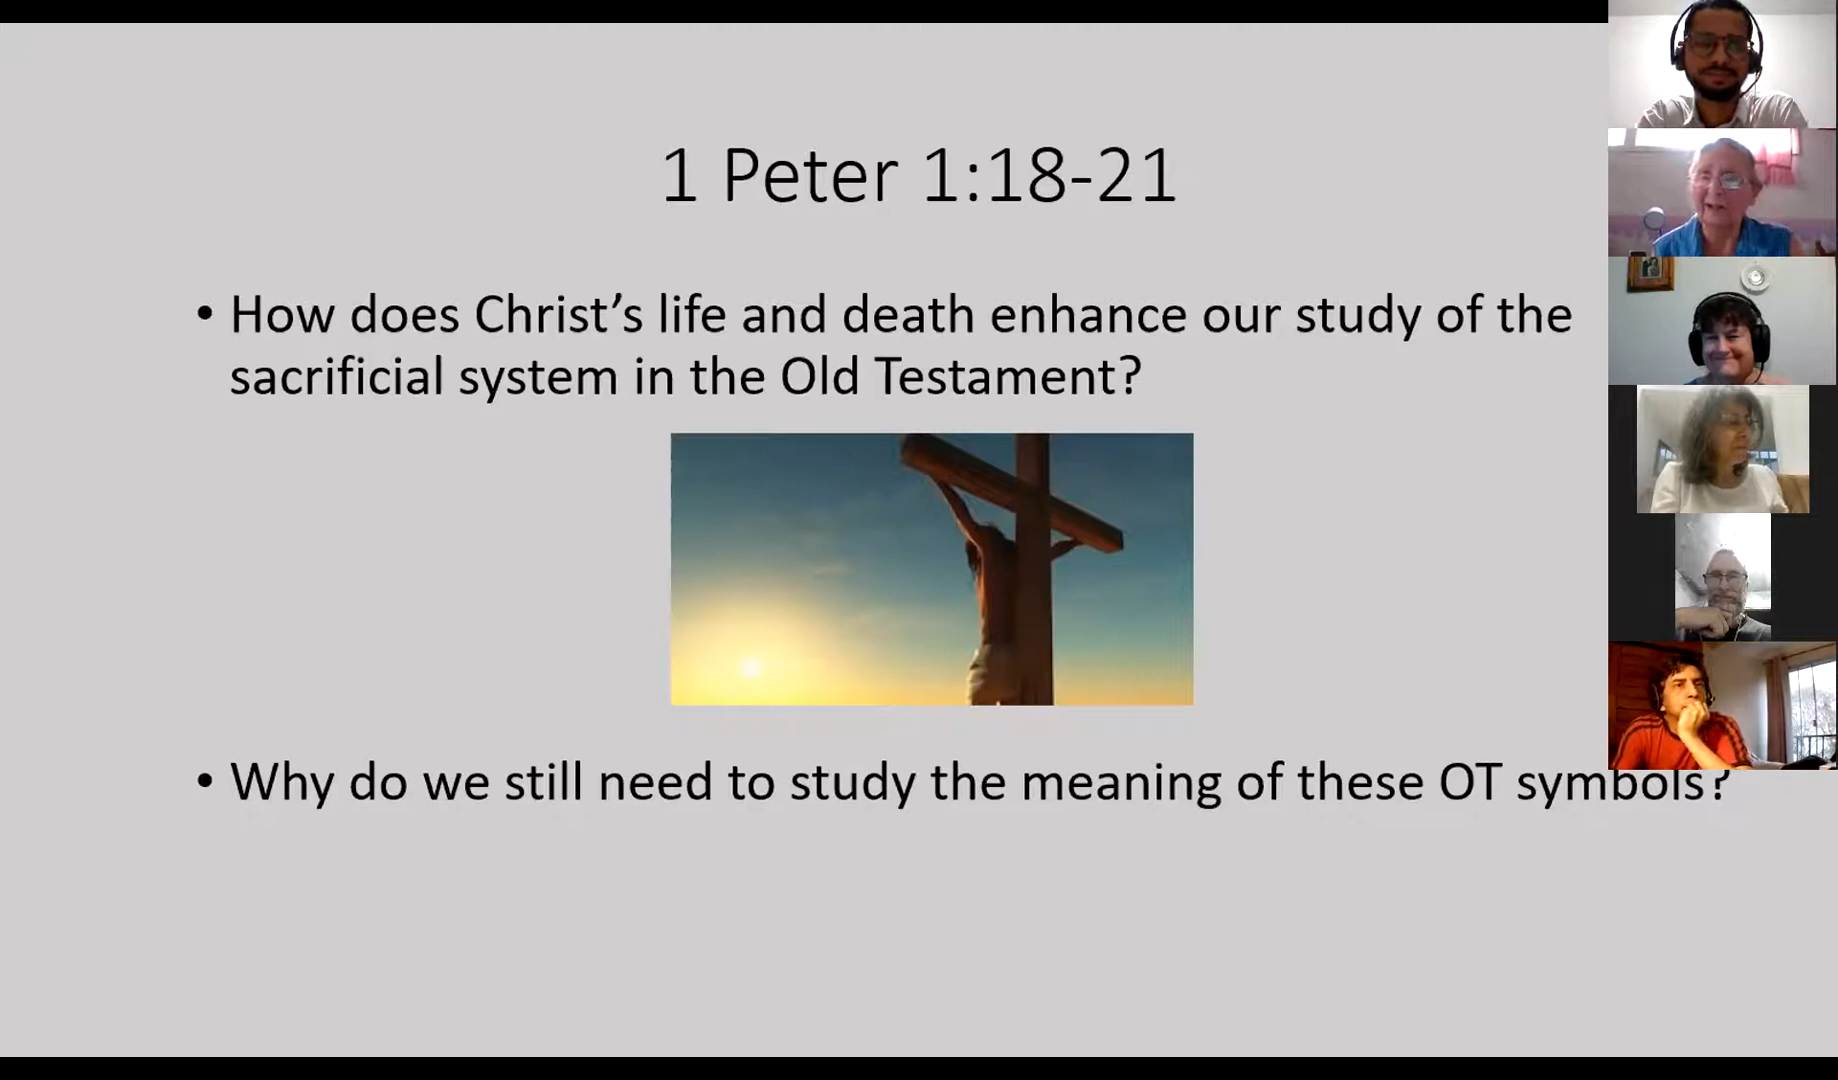 1 Peter 1:18-21
• How does Christ’s life and death enhance our study of the
sacrificial system in the Old Testament?
• Why do we still need to study the meaning of these OT symbols?